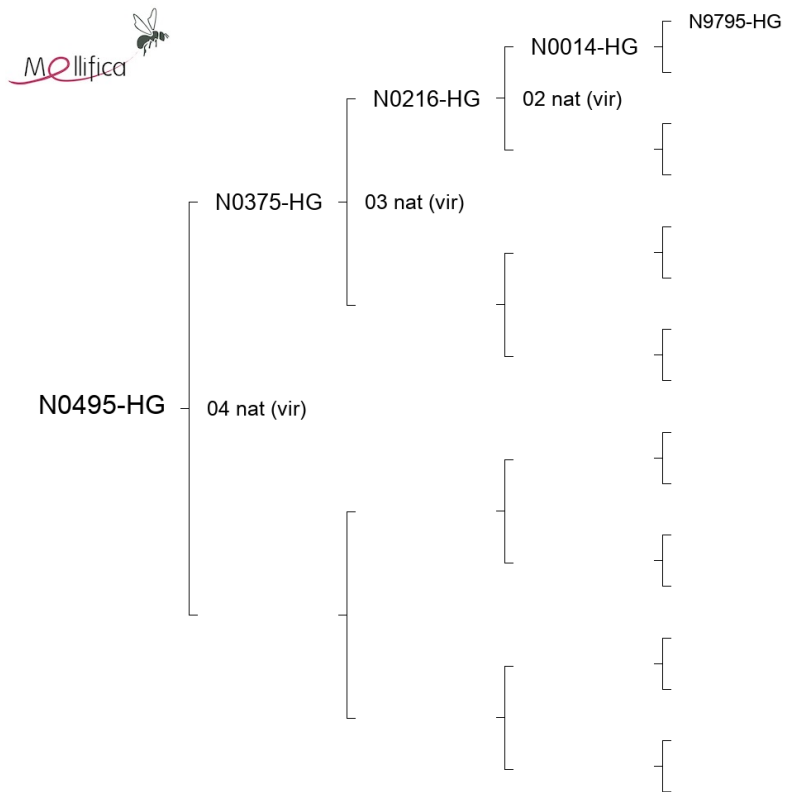 Mellifica
N9795-HG
N0014-HG
N0216-HG
02 nat (vir)
N0375-HG
03 nat (vir)
N0495-HG
04 nat (vir)